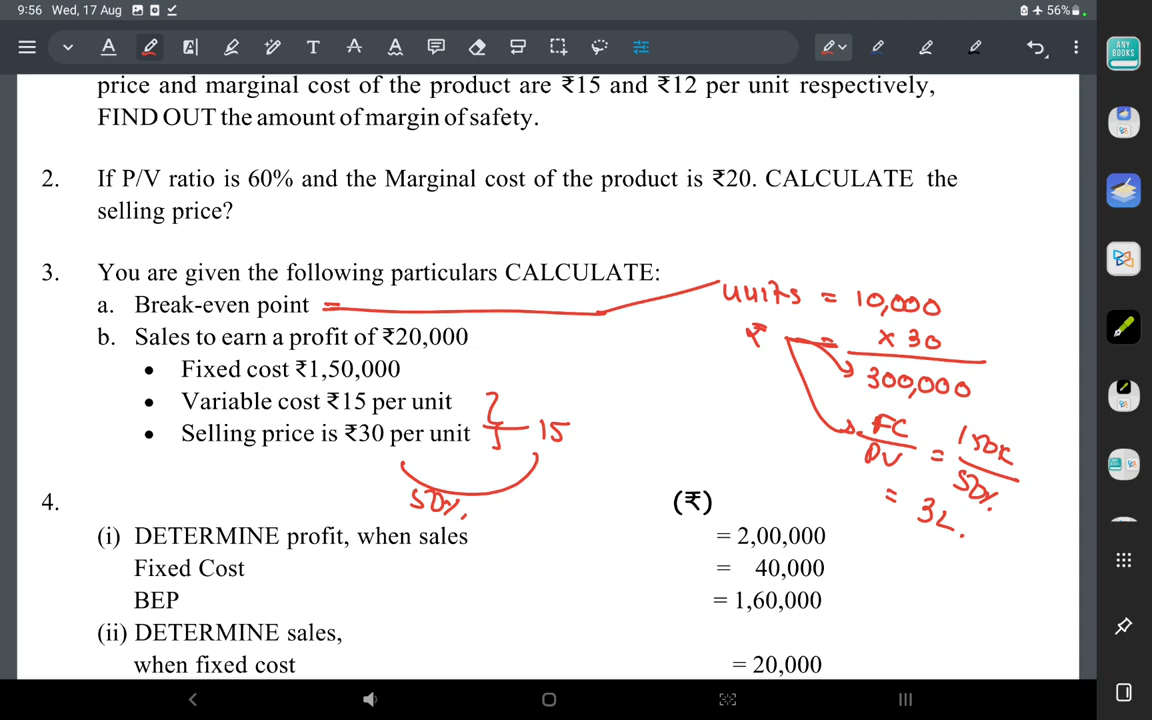 9:56 Wed, 17 Aug 56%
T
ANY BOOKS
price and marginal cost of the product are ₹15 and ₹12 per unit respectively,
FIND OUT the amount of margin of safety.
2. If P/V ratio is 60% and the Marginal cost of the product is ₹20. CALCULATE the
selling price?
3. You are given the following particulars CALCULATE:
a. Break-even point = units = 10,000
b. Sales to earn a profit of ₹20,000 ₹ = x 30
• Fixed cost ₹1,50,000 300,000
• Variable cost ₹15 per unit
• Selling price is ₹30 per unit 15
FC/PV = 150K/50%
50%
= 3L.
4. (₹)
(i) DETERMINE profit, when sales = 2,00,000
Fixed Cost = 40,000
BEP = 1,60,000
(ii) DETERMINE sales,
when fixed cost = 20,000